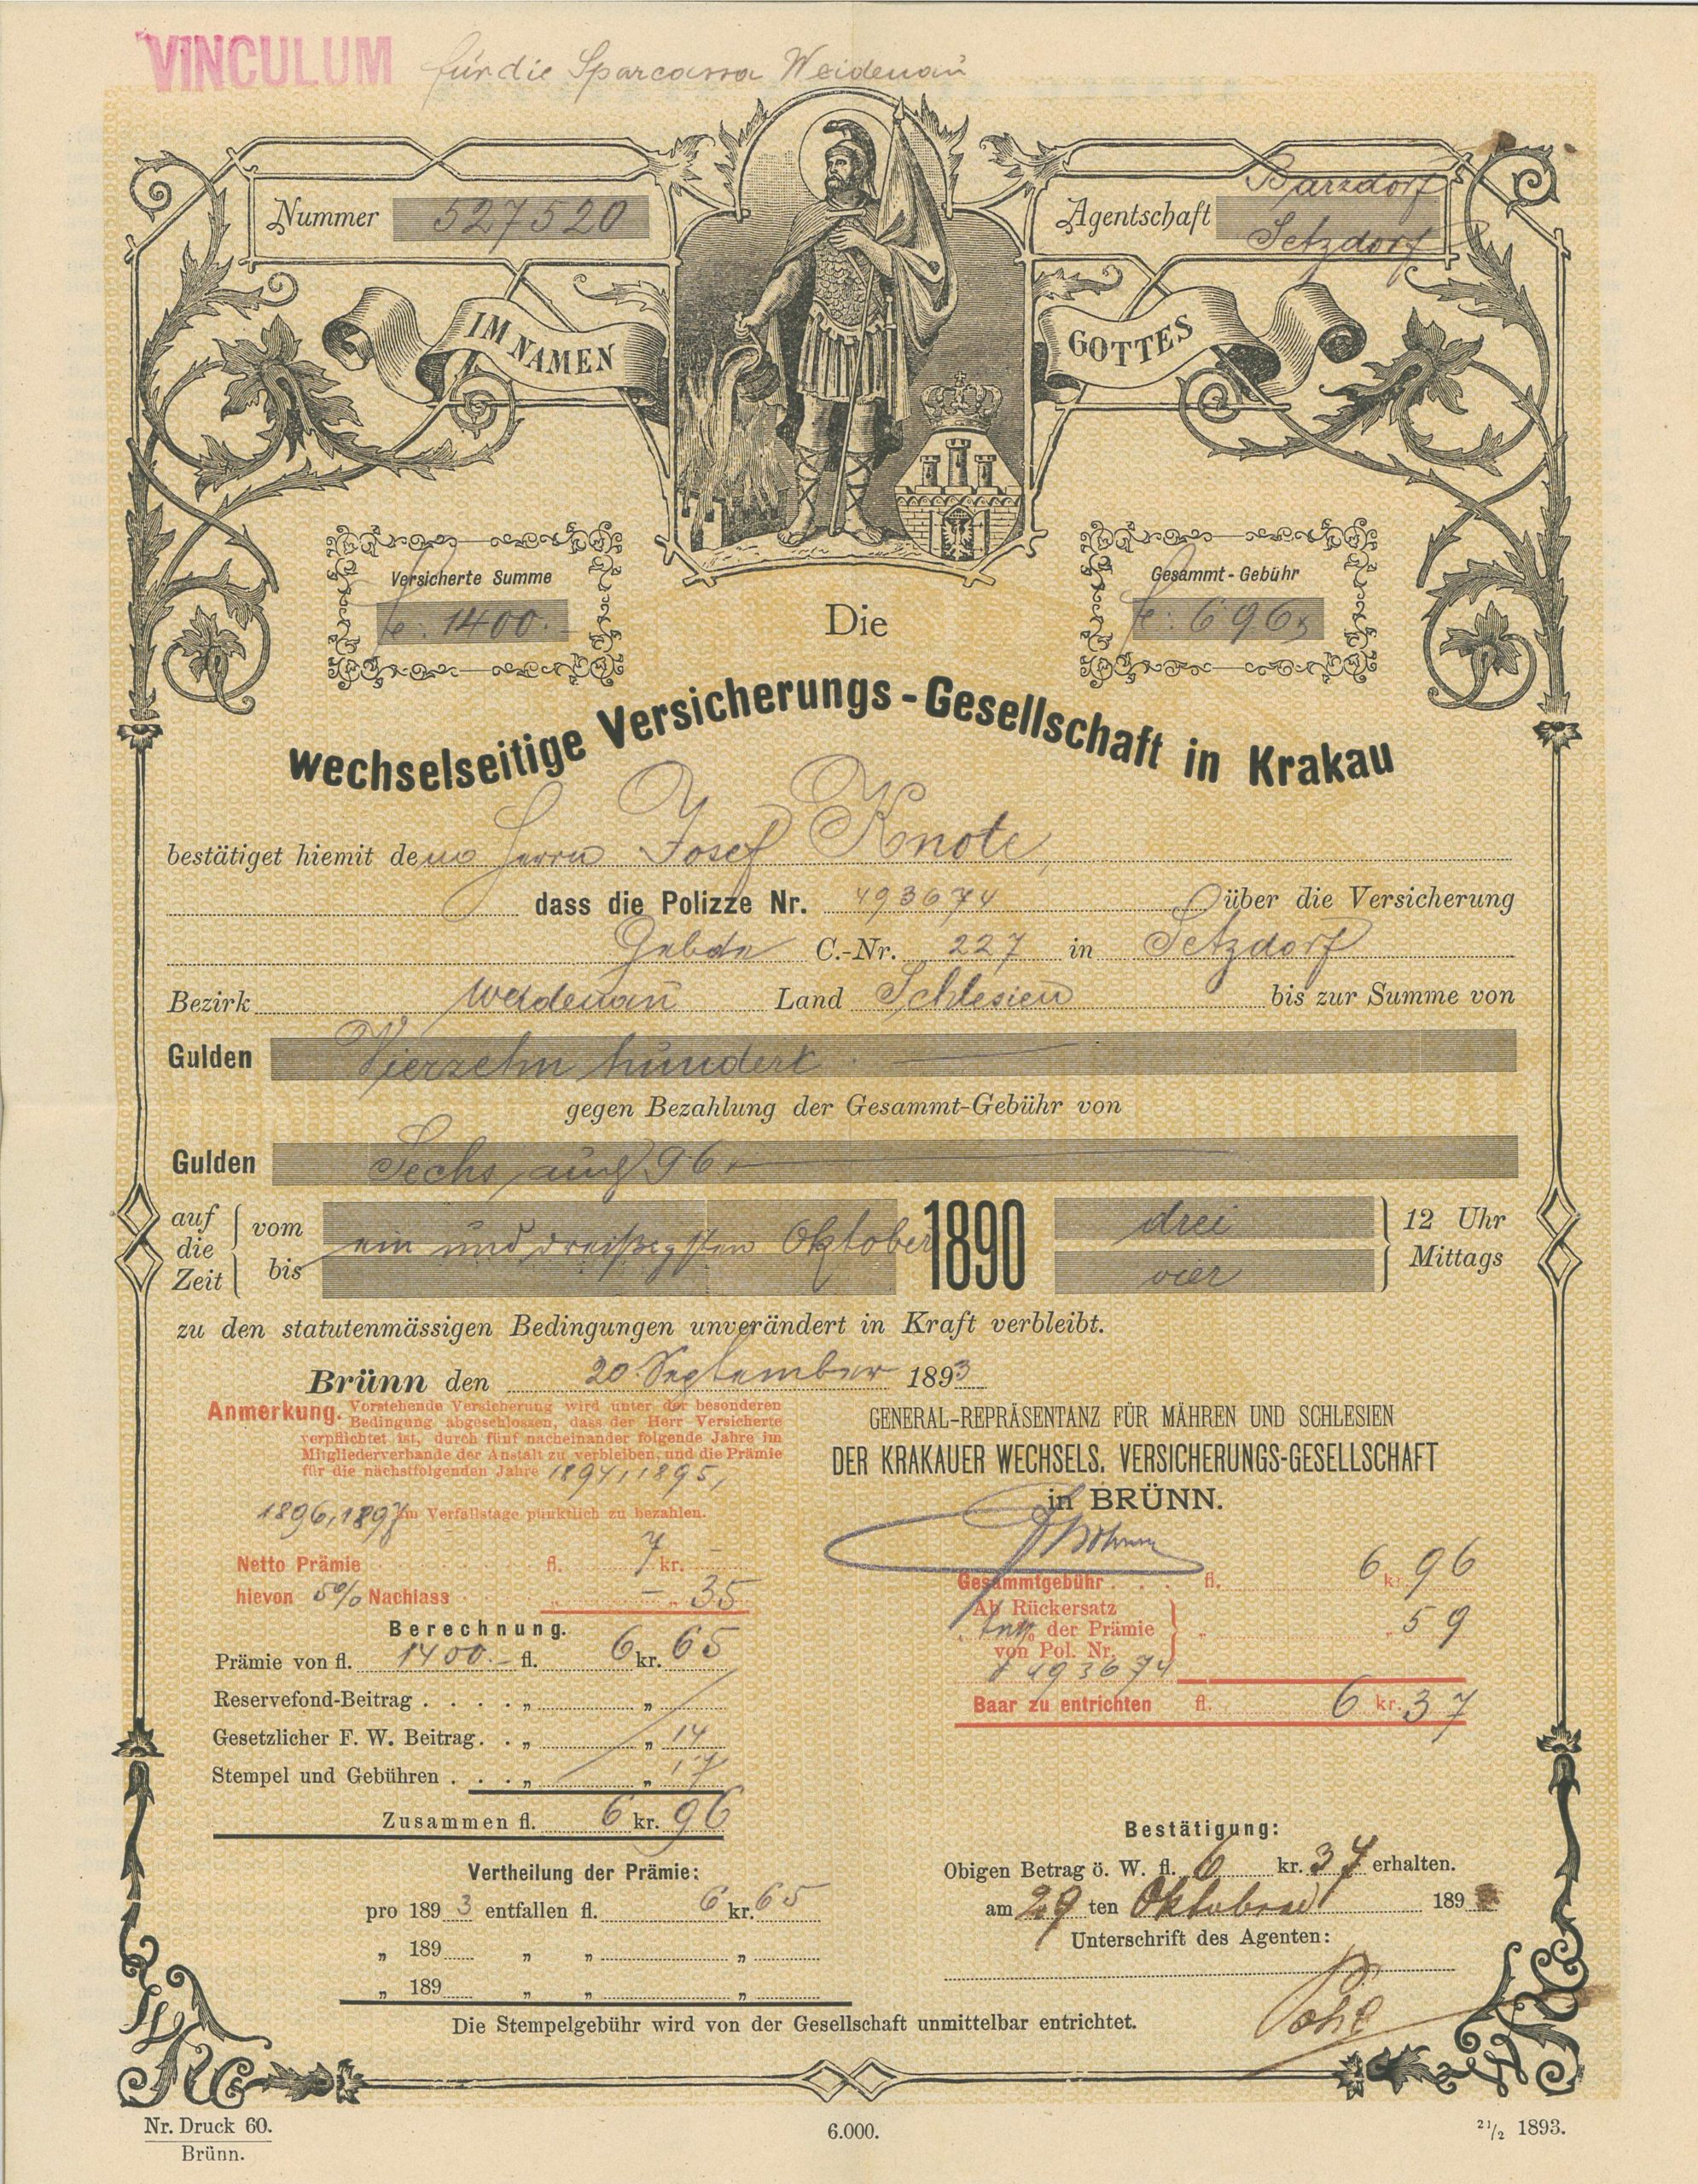 VINCULUM für die Sparcassa Weidenau
Nummer 527520
Agentschaft Barzdorf
Setzdorf
IM NAMEN GOTTES
Versicherte Summe
fl. 1400.–
Gesammt-Gebühr
fl. 6 96
Die
wechselseitige Versicherungs-Gesellschaft in Krakau
bestätiget hiemit dem Herrn Josef Knote,
dass die Polizze Nr. 493674 über die Versicherung
Gebde C.-Nr. 227 in Setzdorf
Bezirk Weidenau Land Schlesien bis zur Summe von
Gulden Vierzehn hundert
gegen Bezahlung der Gesammt-Gebühr von
Gulden Sechs 96
auf die Zeit vom bis ein und dreißigsten Oktober 1890 drei vier 12 Uhr Mittags
zu den statutenmässigen Bedingungen unverändert in Kraft verbleibt.
Brünn den 20 September 1893
Anmerkung. Vorstehende Versicherung wird unter der besonderen
Bedingung abgeschlossen, dass der Herr Versicherte
verpflichtet ist, durch fünf nacheinander folgende Jahre im
Mitgliederverbande der Anstalt zu verbleiben, und die Prämie
für die nächstfolgenden Jahre 1894, 1895,
1896, 1897 im Verfallstage pünktlich zu bezahlen.
GENERAL-REPRÄSENTANZ FÜR MÄHREN UND SCHLESIEN
DER KRAKAUER WECHSELS. VERSICHERUNGS-GESELLSCHAFT
in BRÜNN.
Netto Prämie fl. 7 kr. –
hievon 5% Nachlass „ – „ 35
Berechnung.
Prämie von fl. 1400.– fl. 6 kr. 65
Reservefond-Beitrag . . . . „ „
Gesetzlicher F. W. Beitrag. . „ „ 14
Stempel und Gebühren . . . „ „ 17
Zusammen fl. 6 kr. 96
Gesammtgebühr . . . fl. 6 kr. 96
Ab Rückersatz
% der Prämie „ „ 59
von Pol. Nr.
493674
Baar zu entrichten fl. 6 kr. 37
Vertheilung der Prämie:
pro 1893 entfallen fl. 6 kr. 65
„ 189 „ „ „
„ 189 „ „ „
Bestätigung:
Obigen Betrag ö. W. fl. 6 kr. 37 erhalten.
am 29 ten Oktober 189
Unterschrift des Agenten:
Die Stempelgebühr wird von der Gesellschaft unmittelbar entrichtet.
Nr. Druck 60.
Brünn.
6.000.
21/2 1893.